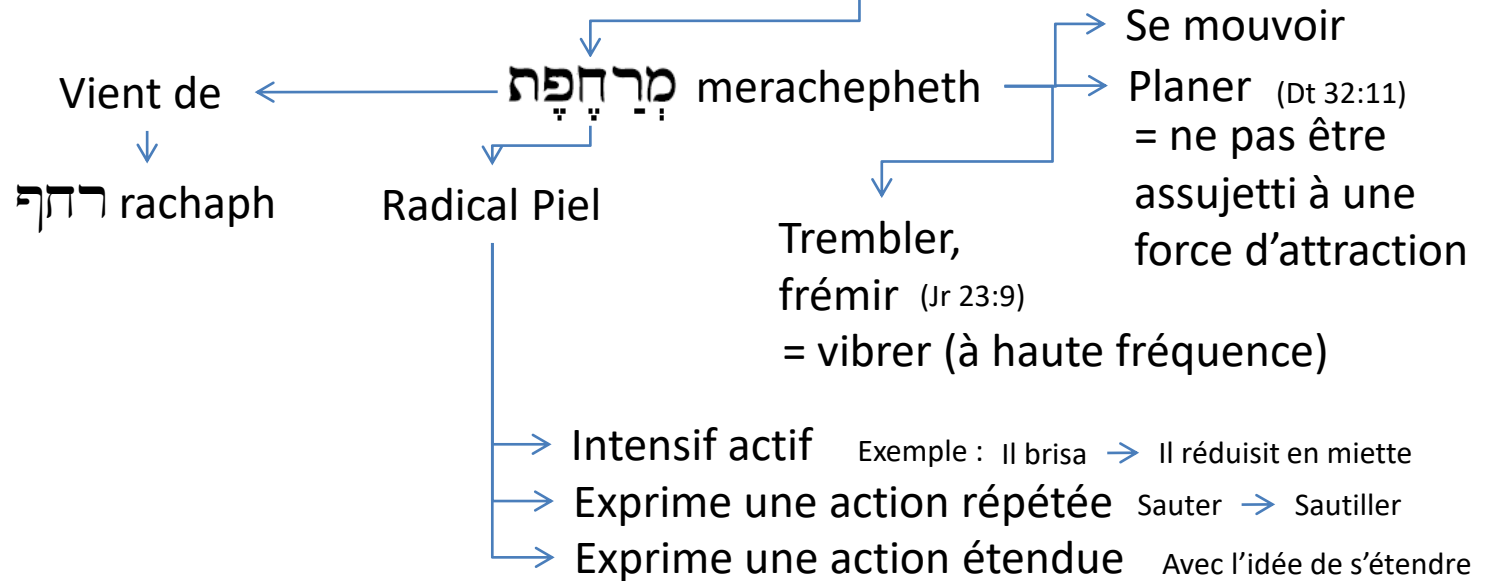 Se mouvoir
Vient de מְרַחֶפֶת merachepheth Planer (Dt 32:11)
= ne pas être
assujetti à une
force d’attraction
רחף rachaph Radical Piel
Trembler,
frémir (Jr 23:9)
= vibrer (à haute fréquence)
Intensif actif Exemple : Il brisa → Il réduisit en miette
Exprime une action répétée Sauter → Sautiller
Exprime une action étendue Avec l’idée de s’étendre